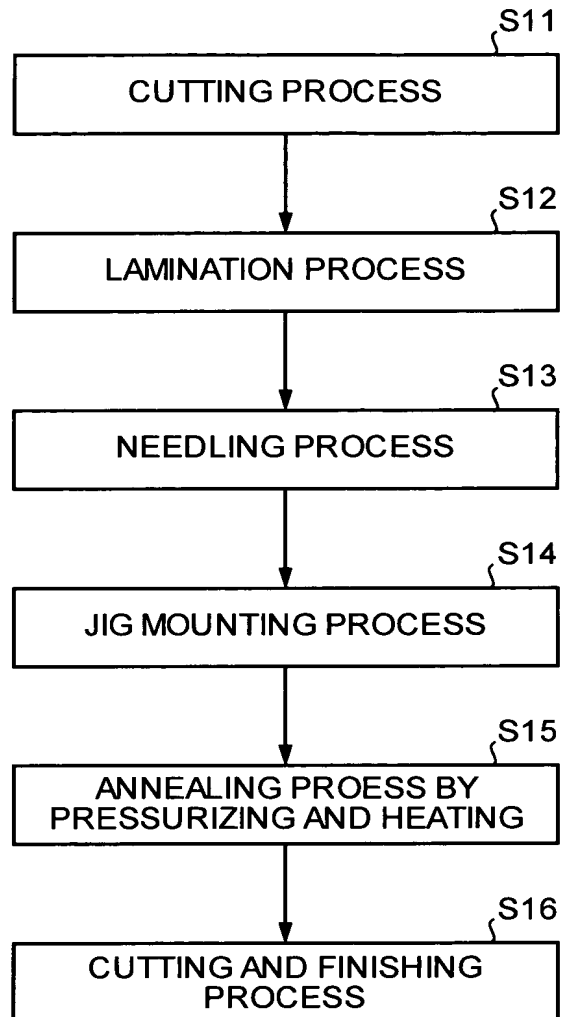 S11
CUTTING PROCESS
S12
LAMINATION PROCESS
S13
NEEDLING PROCESS
S14
JIG MOUNTING PROCESS
S15
ANNEALING PROESS BY
PRESSURIZING AND HEATING
S16
CUTTING AND FINISHING
PROCESS